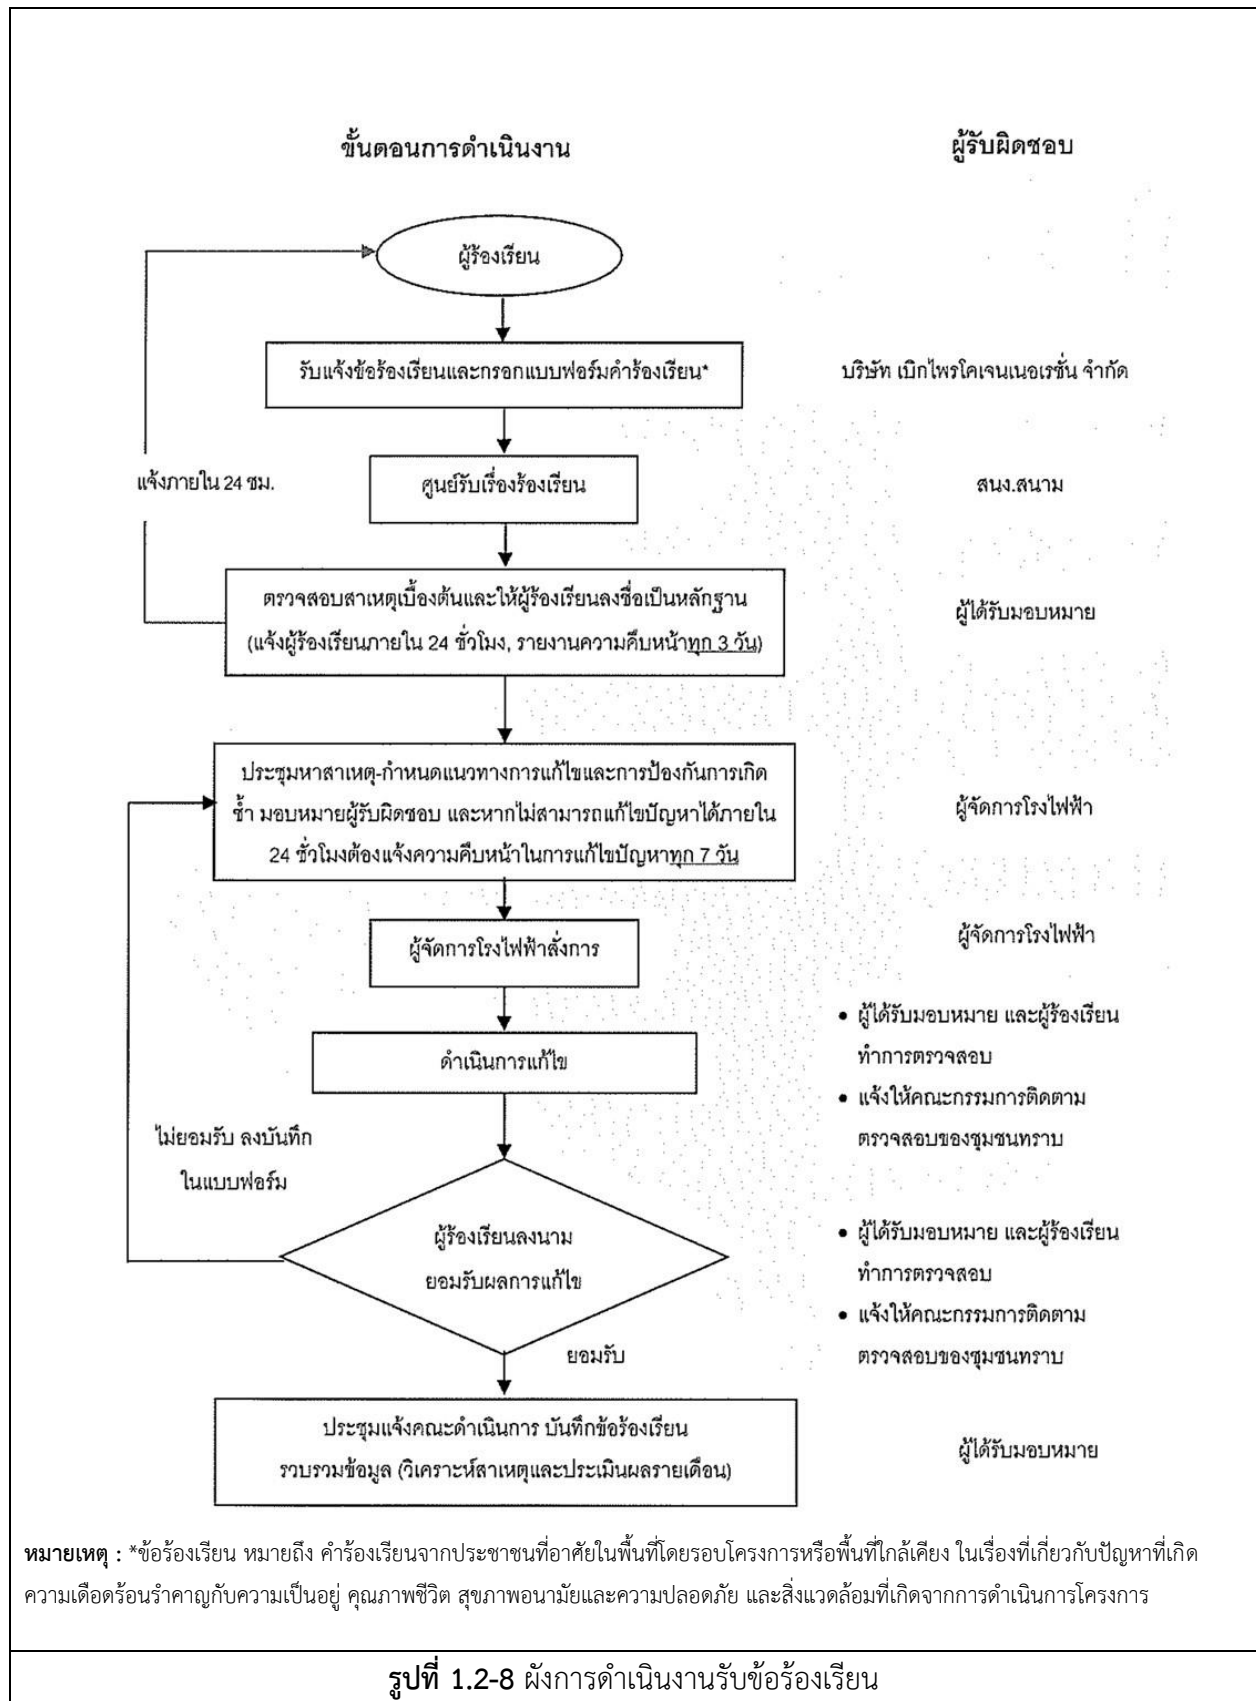 ขั้นตอนการดำเนินงาน
ผู้รับผิดชอบ
ผู้ร้องเรียน
รับแจ้งข้อร้องเรียนและกรอกแบบฟอร์มคำร้องเรียน*
บริษัท เบิกไพรโคเจนเนอเรชั่น จำกัด
แจ้งภายใน 24 ชม.
ศูนย์รับเรื่องร้องเรียน
สนง.สนาม
ตรวจสอบสาเหตุเบื้องต้นและให้ผู้ร้องเรียนลงชื่อเป็นหลักฐาน
(แจ้งผู้ร้องเรียนภายใน 24 ชั่วโมง, รายงานความคืบหน้าทุก 3 วัน)
ผู้ได้รับมอบหมาย
ประชุมหาสาเหตุ-กำหนดแนวทางการแก้ไขและการป้องกันการเกิด
ซ้ำ มอบหมายผู้รับผิดชอบ และหากไม่สามารถแก้ไขปัญหาได้ภายใน
24 ชั่วโมงต้องแจ้งความคืบหน้าในการแก้ไขปัญหาทุก 7 วัน
ผู้จัดการโรงไฟฟ้า
ผู้จัดการโรงไฟฟ้าสั่งการ
ผู้จัดการโรงไฟฟ้า
ดำเนินการแก้ไข
• ผู้ได้รับมอบหมาย และผู้ร้องเรียน
ทำการตรวจสอบ
• แจ้งให้คณะกรรมการติดตาม
ตรวจสอบของชุมชนทราบ
ไม่ยอมรับ ลงบันทึก
ในแบบฟอร์ม
ผู้ร้องเรียนลงนาม
ยอมรับผลการแก้ไข
• ผู้ได้รับมอบหมาย และผู้ร้องเรียน
ทำการตรวจสอบ
• แจ้งให้คณะกรรมการติดตาม
ตรวจสอบของชุมชนทราบ
ยอมรับ
ประชุมแจ้งคณะดำเนินการ บันทึกข้อร้องเรียน
รวบรวมข้อมูล (วิเคราะห์สาเหตุและประเมินผลรายเดือน)
ผู้ได้รับมอบหมาย
หมายเหตุ : *ข้อร้องเรียน หมายถึง คำร้องเรียนจากประชาชนที่อาศัยในพื้นที่โดยรอบโครงการหรือพื้นที่ใกล้เคียง ในเรื่องที่เกี่ยวกับปัญหาที่เกิด
ความเดือดร้อนรำคาญกับความเป็นอยู่ คุณภาพชีวิต สุขภาพอนามัยและความปลอดภัย และสิ่งแวดล้อมที่เกิดจากการดำเนินการโครงการ
รูปที่ 1.2-8 ผังการดำเนินงานรับข้อร้องเรียน